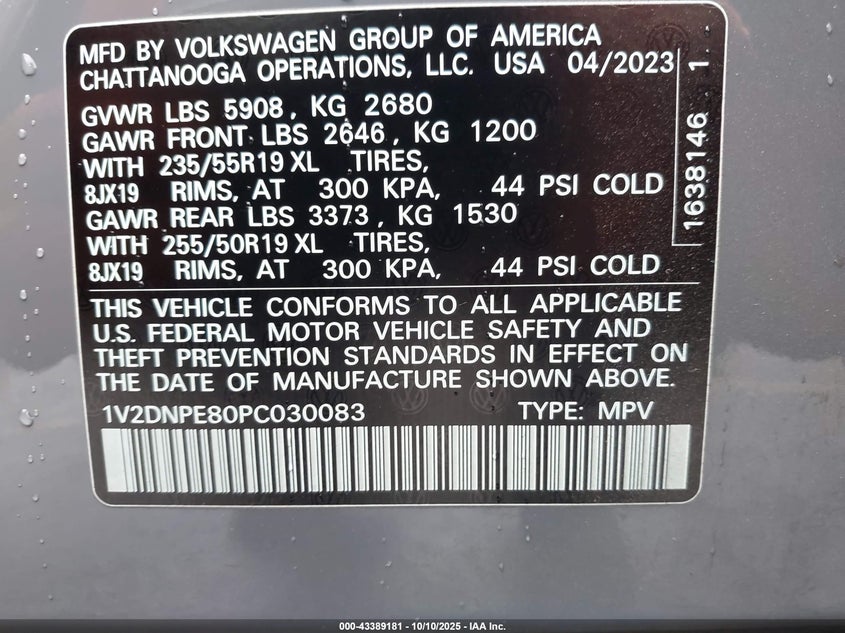 MFD BY VOLKSWAGEN GROUP OF AMERICA
CHATTANOOGA OPERATIONS, LLC. USA 04/2023
GVWR LBS 5908, KG 2680
GAWR FRONT LBS 2646, KG 1200
WITH 235/55R19 XL TIRES,
8JX19 RIMS, AT 300 KPA, 44 PSI COLD
GAWR REAR LBS 3373, KG 1530
WITH 255/50R19 XL TIRES,
8JX19 RIMS, AT 300 KPA, 44 PSI COLD
1638146 1
THIS VEHICLE CONFORMS TO ALL APPLICABLE
U.S. FEDERAL MOTOR VEHICLE SAFETY AND
THEFT PREVENTION STANDARDS IN EFFECT ON
THE DATE OF MANUFACTURE SHOWN ABOVE.
1V2DNPE80PC030083 TYPE: MPV
000-43389181 - 10/10/2025 - IAA Inc.